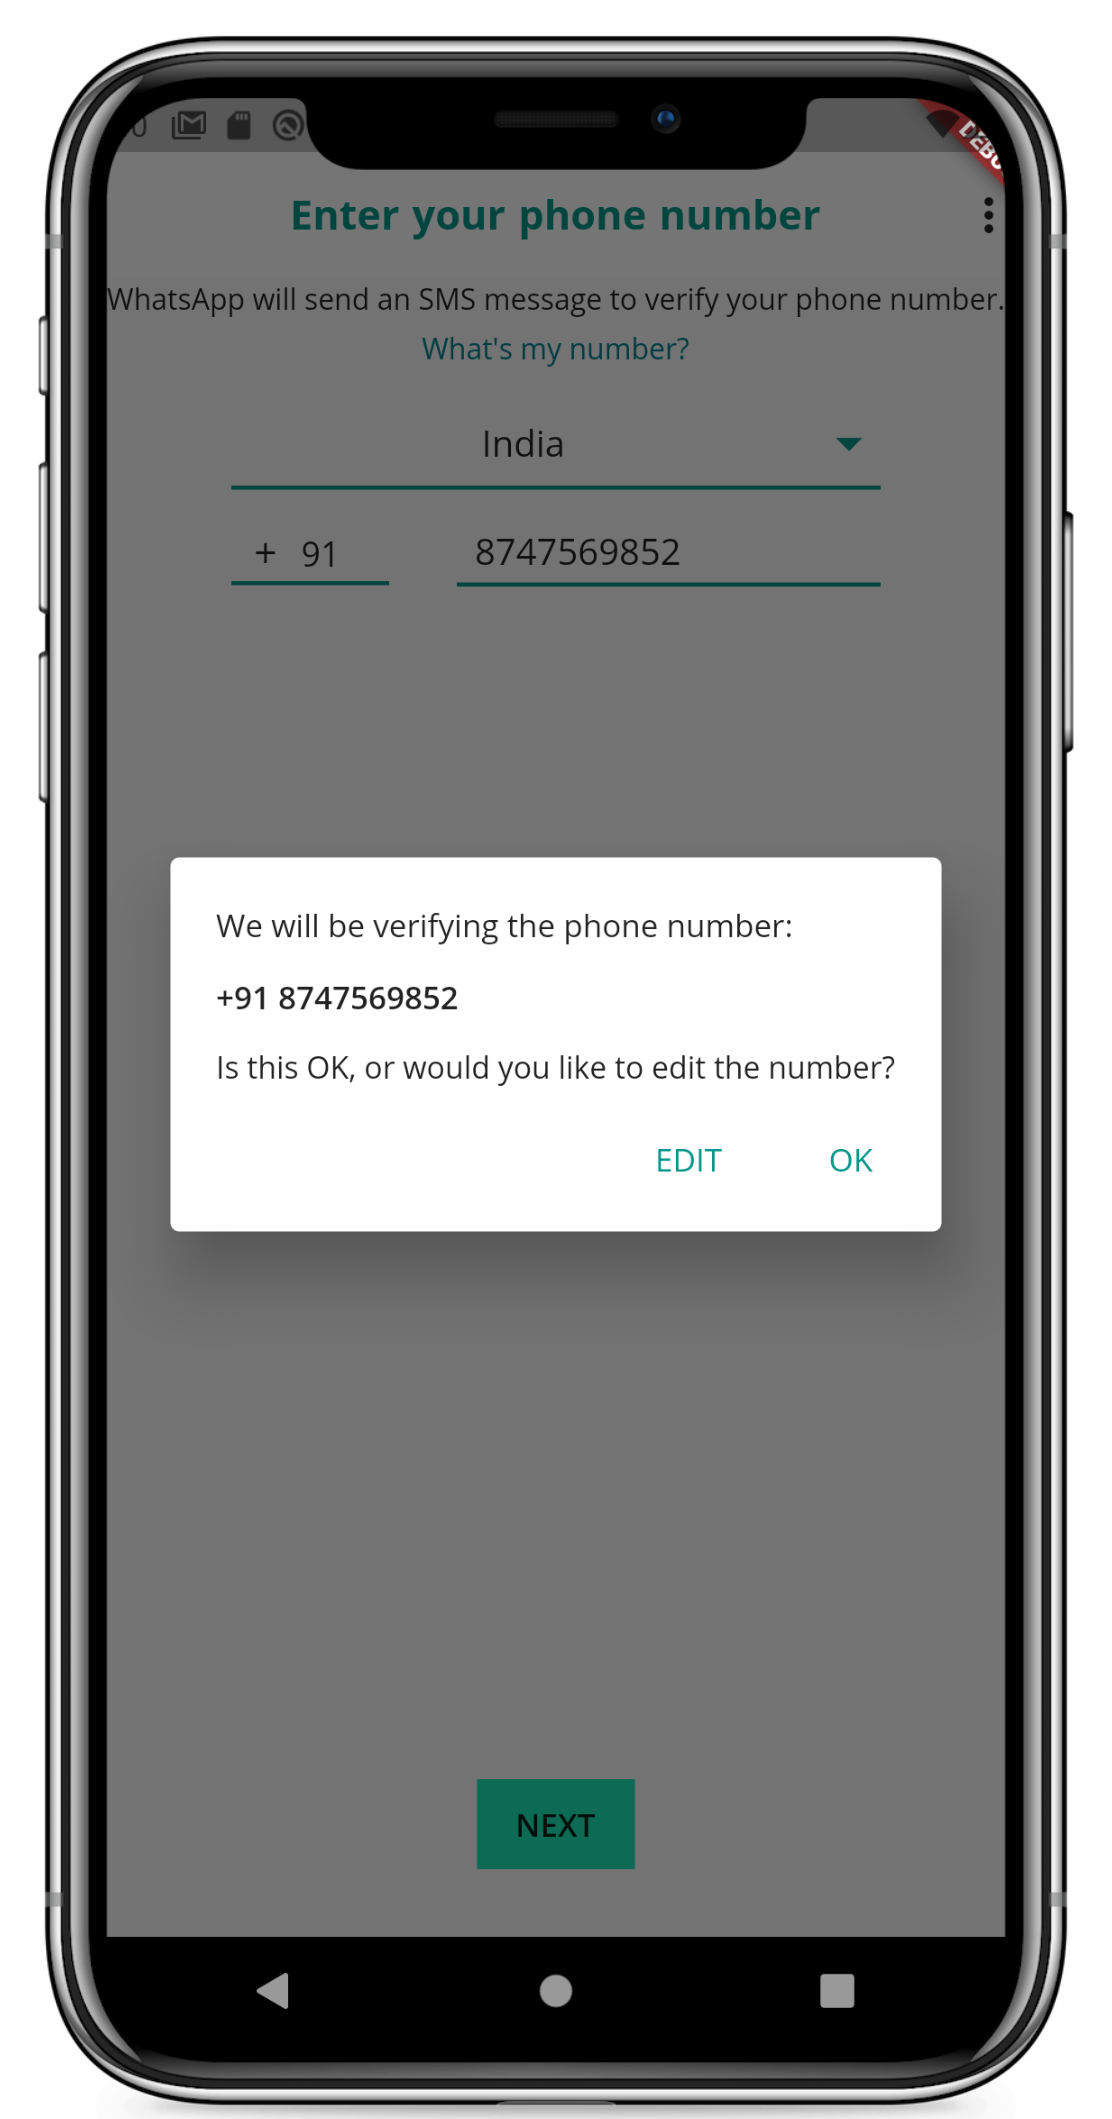 Enter your phone number
WhatsApp will send an SMS message to verify your phone number.
What's my number?
India
+ 91 8747569852
We will be verifying the phone number:
+91 8747569852
Is this OK, or would you like to edit the number?
EDIT OK
NEXT